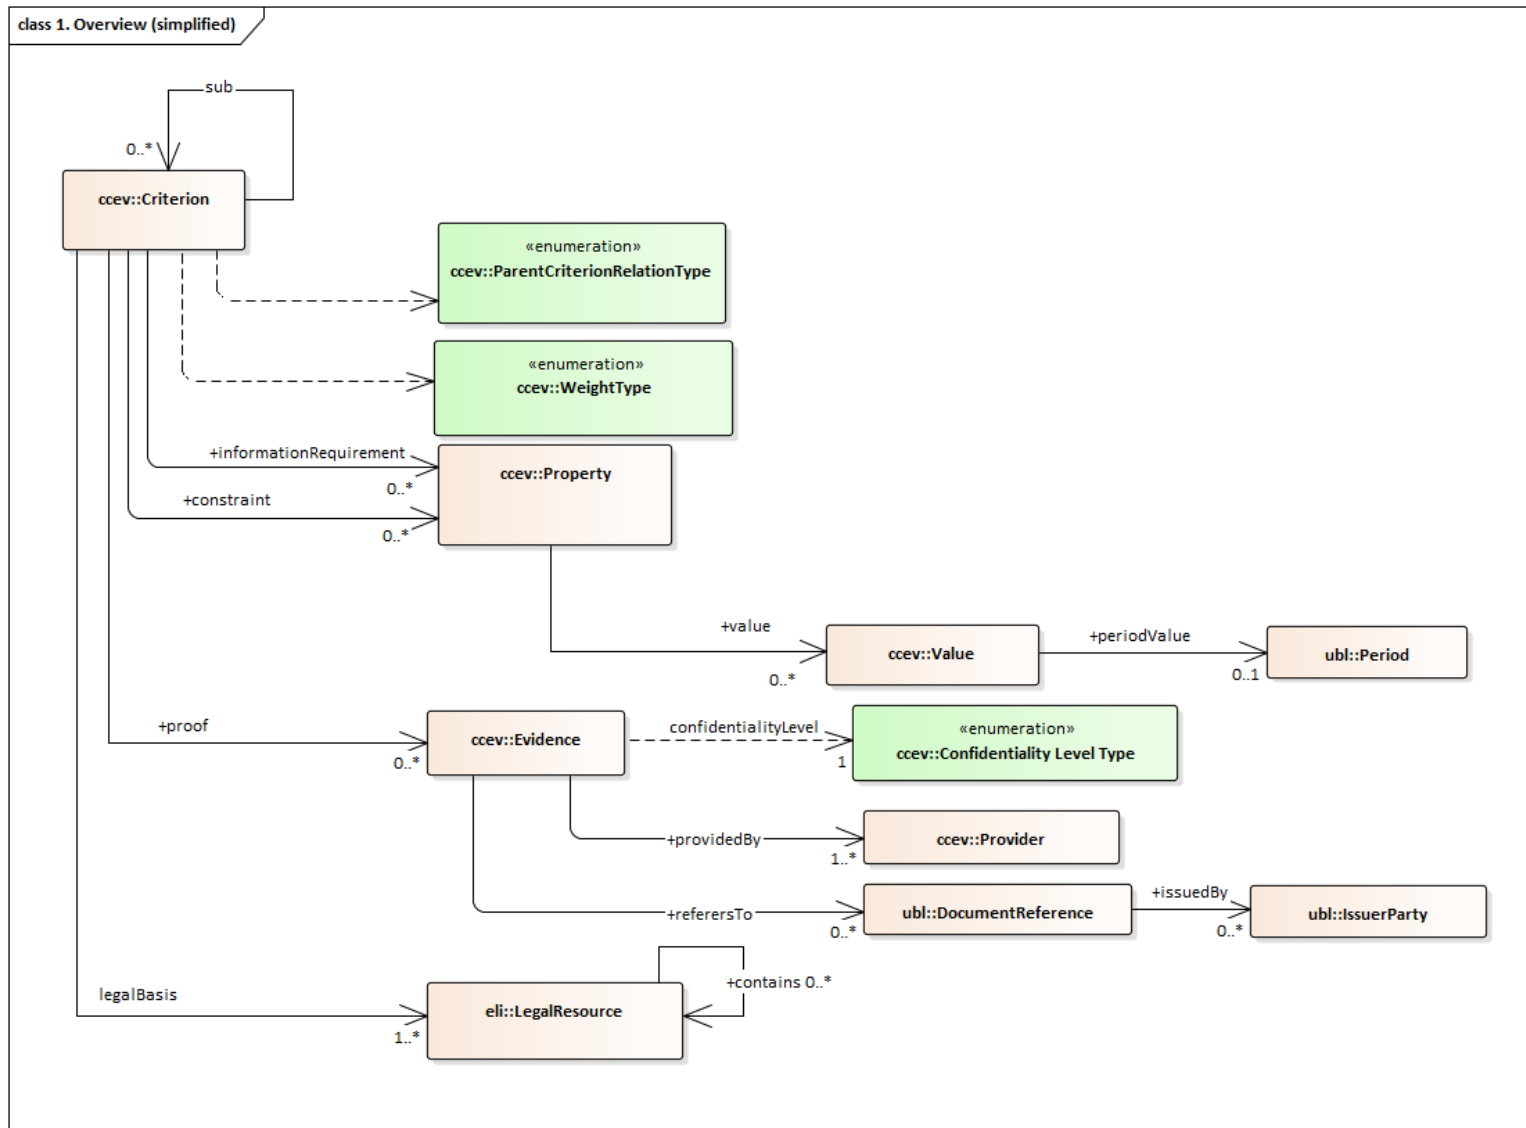 class 1. Overview (simplified)
sub
0..*
ccev::Criterion
«enumeration»
ccev::ParentCriterionRelationType
«enumeration»
ccev::WeightType
+informationRequirement
0..*
ccev::Property
+constraint
0..*
+value
0..*
ccev::Value
+periodValue
0..1
ubl::Period
+proof
0..*
ccev::Evidence
confidentialityLevel
1
«enumeration»
ccev::Confidentiality Level Type
+providedBy
1..*
ccev::Provider
+referersTo
0..*
ubl::DocumentReference
+issuedBy
0..*
ubl::IssuerParty
legalBasis
1..*
eli::LegalResource
+contains 0..*